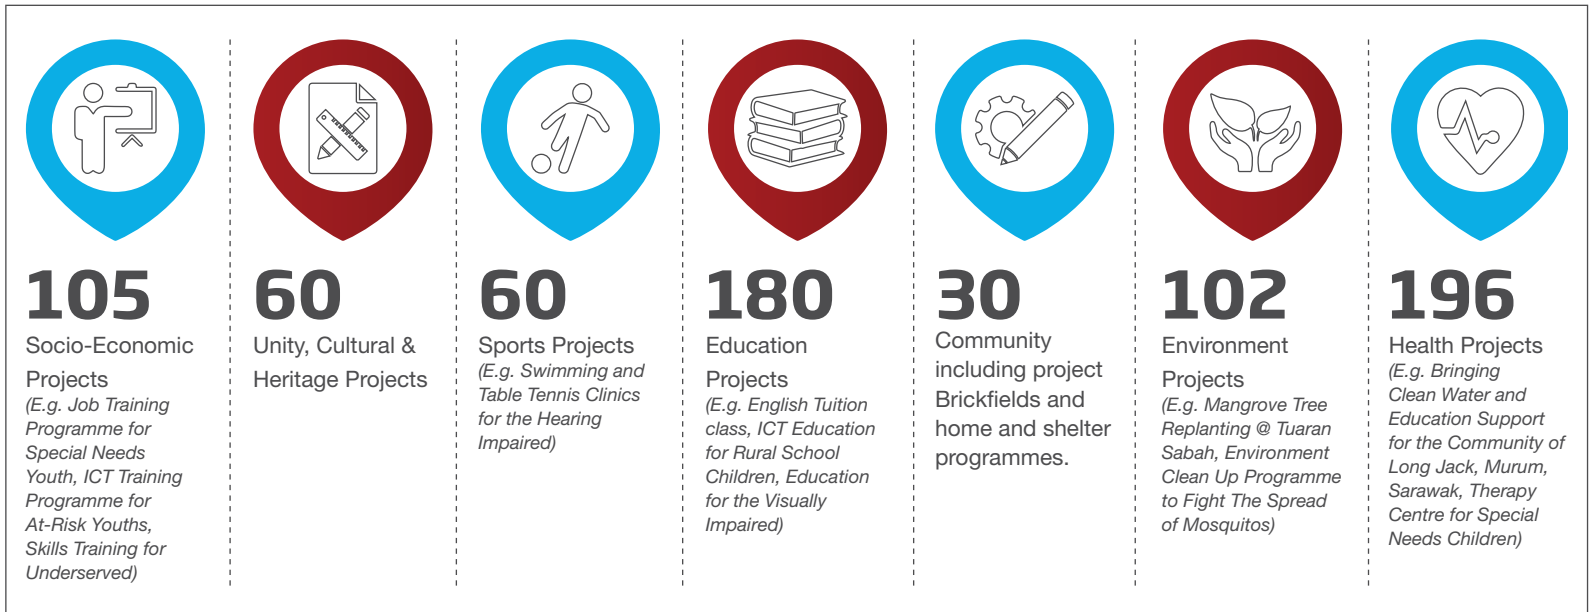 105
Socio-Economic
Projects
(E.g. Job Training
Programme for
Special Needs
Youth, ICT Training
Programme for
At-Risk Youths,
Skills Training for
Underserved)
60
Unity, Cultural &
Heritage Projects
60
Sports Projects
(E.g. Swimming and
Table Tennis Clinics
for the Hearing
Impaired)
180
Education
Projects
(E.g. English Tuition
class, ICT Education
for Rural School
Children, Education
for the Visually
Impaired)
30
Community
including project
Brickfields and
home and shelter
programmes.
102
Environment
Projects
(E.g. Mangrove Tree
Replanting @ Tuaran
Sabah, Environment
Clean Up Programme
to Fight The Spread
of Mosquitos)
196
Health Projects
(E.g. Bringing
Clean Water and
Education Support
for the Community of
Long Jack, Murum,
Sarawak, Therapy
Centre for Special
Needs Children)